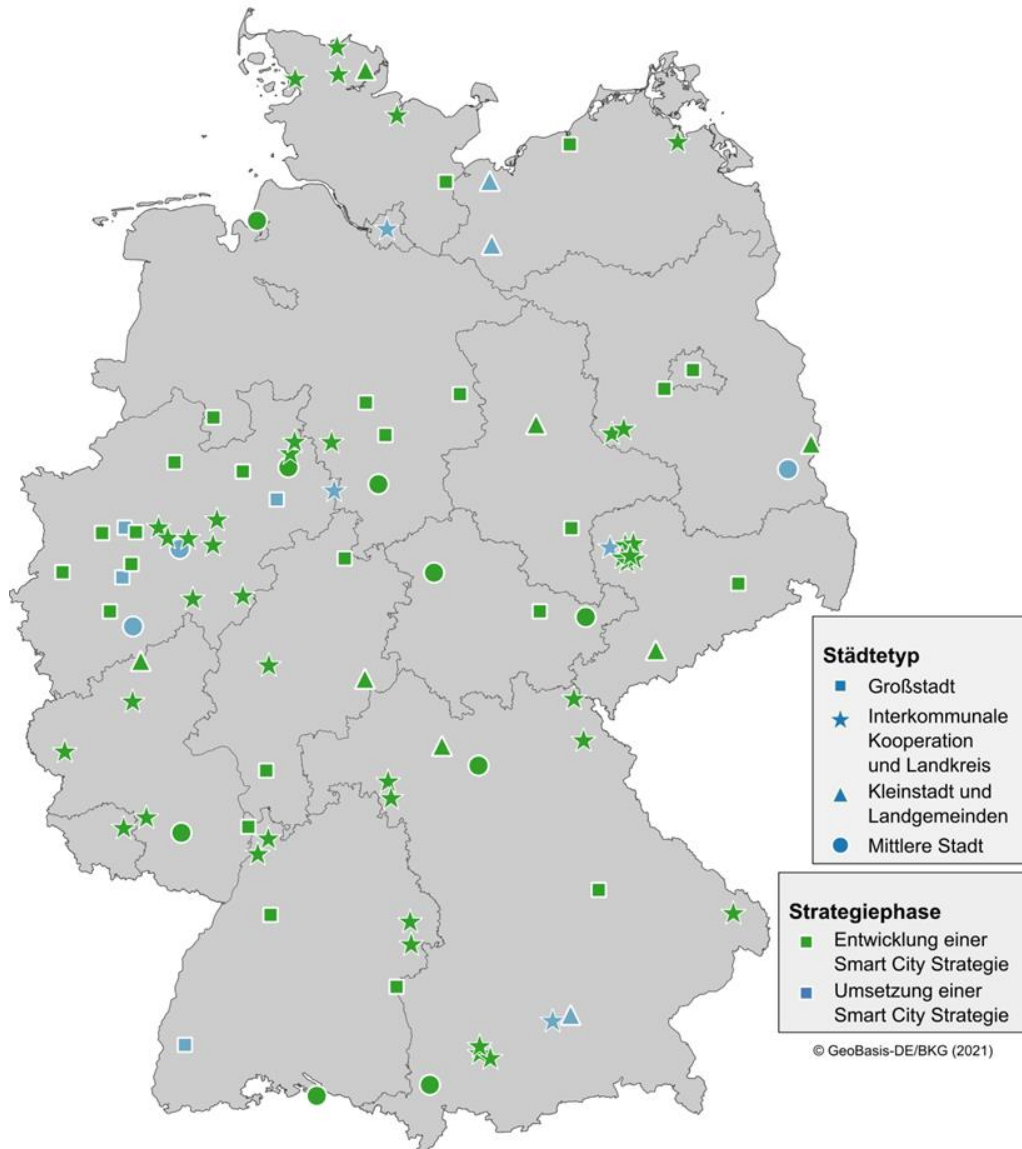 Städtetyp
Großstadt
Interkommunale
Kooperation
und Landkreis
Kleinstadt und
Landgemeinden
Mittlere Stadt
Strategiephase
Entwicklung einer
Smart City Strategie
Umsetzung einer
Smart City Strategie
© GeoBasis-DE/BKG (2021)